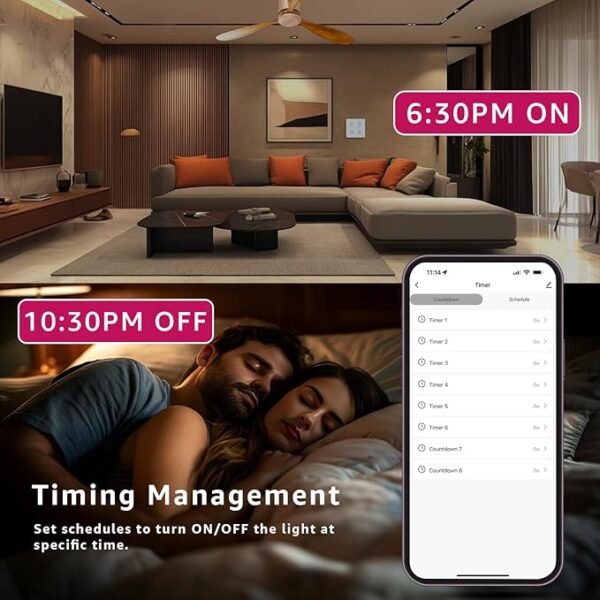 6:30PM ON
10:30PM OFF
Timing Management
Set schedules to turn ON/OFF the light at
specific time.
11:14
Timer
Countdown Schedule
Timer 1
Timer 2
Timer 3
Timer 4
Timer 5
Timer 6
Countdown 7
Countdown 8